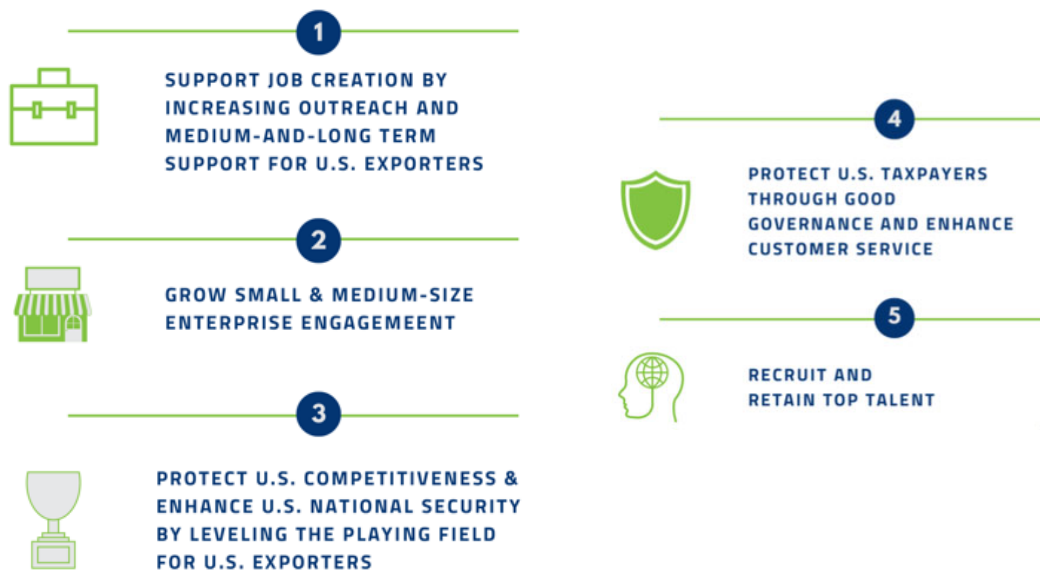 1
SUPPORT JOB CREATION BY
INCREASING OUTREACH AND
MEDIUM-AND-LONG TERM
SUPPORT FOR U.S. EXPORTERS
2
GROW SMALL & MEDIUM-SIZE
ENTERPRISE ENGAGEMEENT
3
PROTECT U.S. COMPETITIVENESS &
ENHANCE U.S. NATIONAL SECURITY
BY LEVELING THE PLAYING FIELD
FOR U.S. EXPORTERS
4
PROTECT U.S. TAXPAYERS
THROUGH GOOD
GOVERNANCE AND ENHANCE
CUSTOMER SERVICE
5
RECRUIT AND
RETAIN TOP TALENT